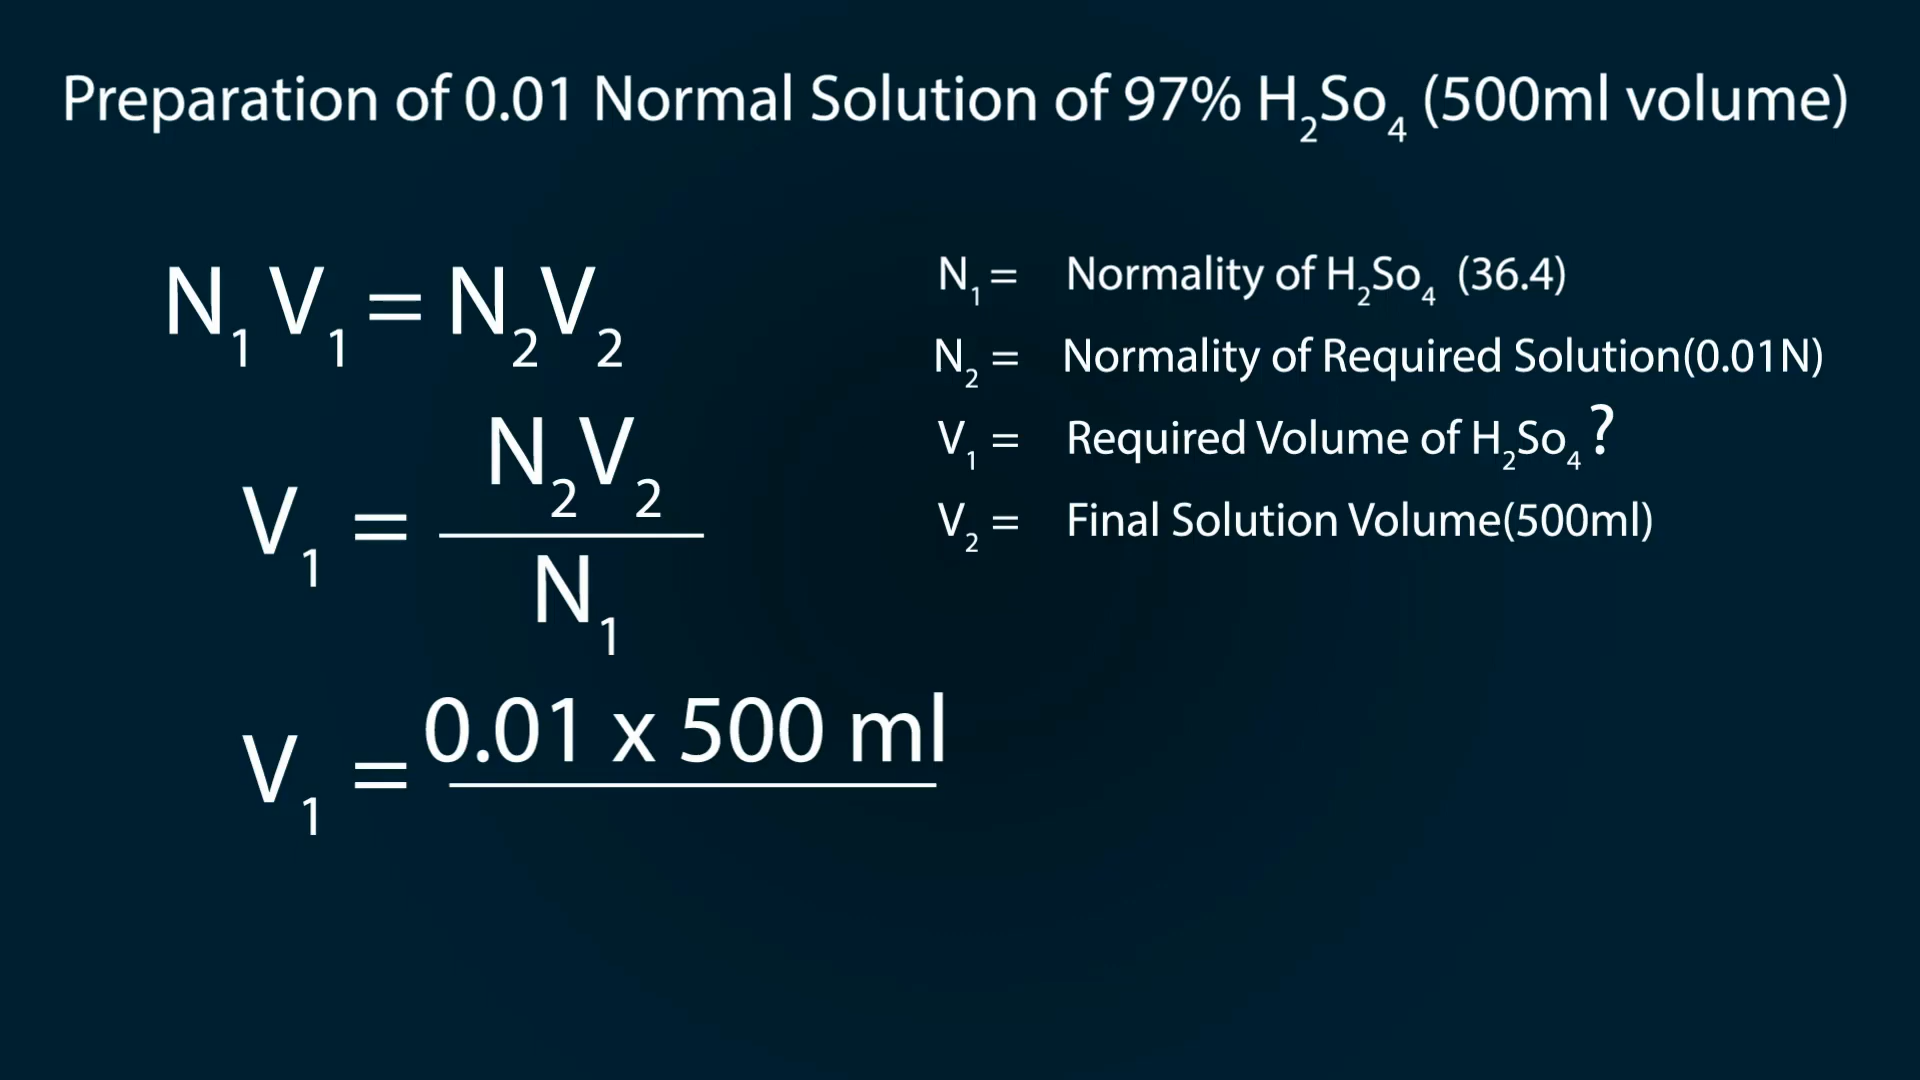 Preparation of 0.01 Normal Solution of 97% H₂So₄ (500ml volume)
N₁V₁ = N₂V₂
V₁ = N₂V₂
N₁
V₁ = 0.01 x 500 ml
N₁ = Normality of H₂So₄ (36.4)
N₂ = Normality of Required Solution(0.01N)
V₁ = Required Volume of H₂So₄ ?
V₂ = Final Solution Volume(500ml)